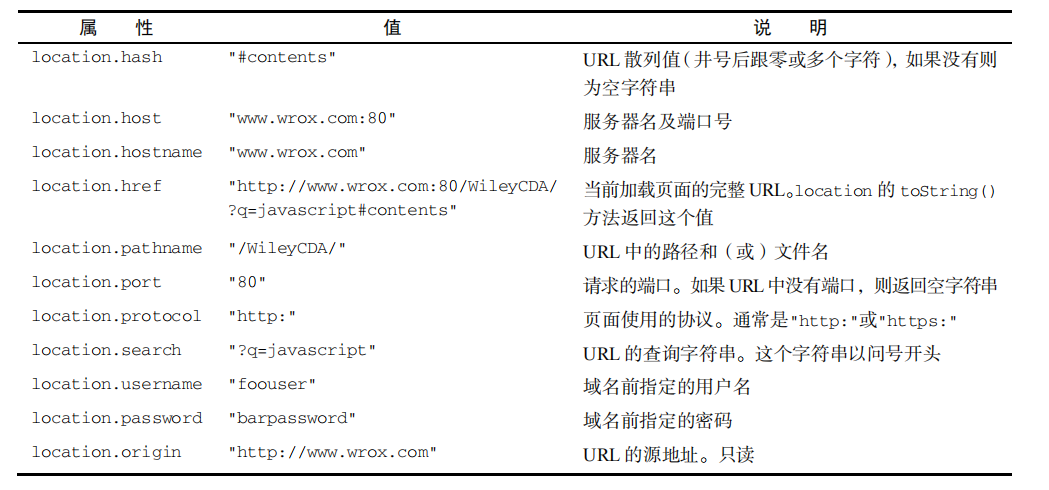 属 性 值 说 明
location.hash "#contents" URL 散列值（井号后跟零或多个字符），如果没有则
为空字符串
location.host "www.wrox.com:80" 服务器名及端口号
location.hostname "www.wrox.com" 服务器名
location.href "http://www.wrox.com:80/WileyCDA/ 当前加载页面的完整 URL。location 的 toString()
?q=javascript#contents" 方法返回这个值
location.pathname "/WileyCDA/" URL 中的路径和（或）文件名
location.port "80" 请求的端口。如果 URL 中没有端口，则返回空字符串
location.protocol "http:" 页面使用的协议。通常是"http:"或"https:"
location.search "?q=javascript" URL 的查询字符串。这个字符串以问号开头
location.username "foouser" 域名前指定的用户名
location.password "barpassword" 域名前指定的密码
location.origin "http://www.wrox.com" URL 的源地址。只读